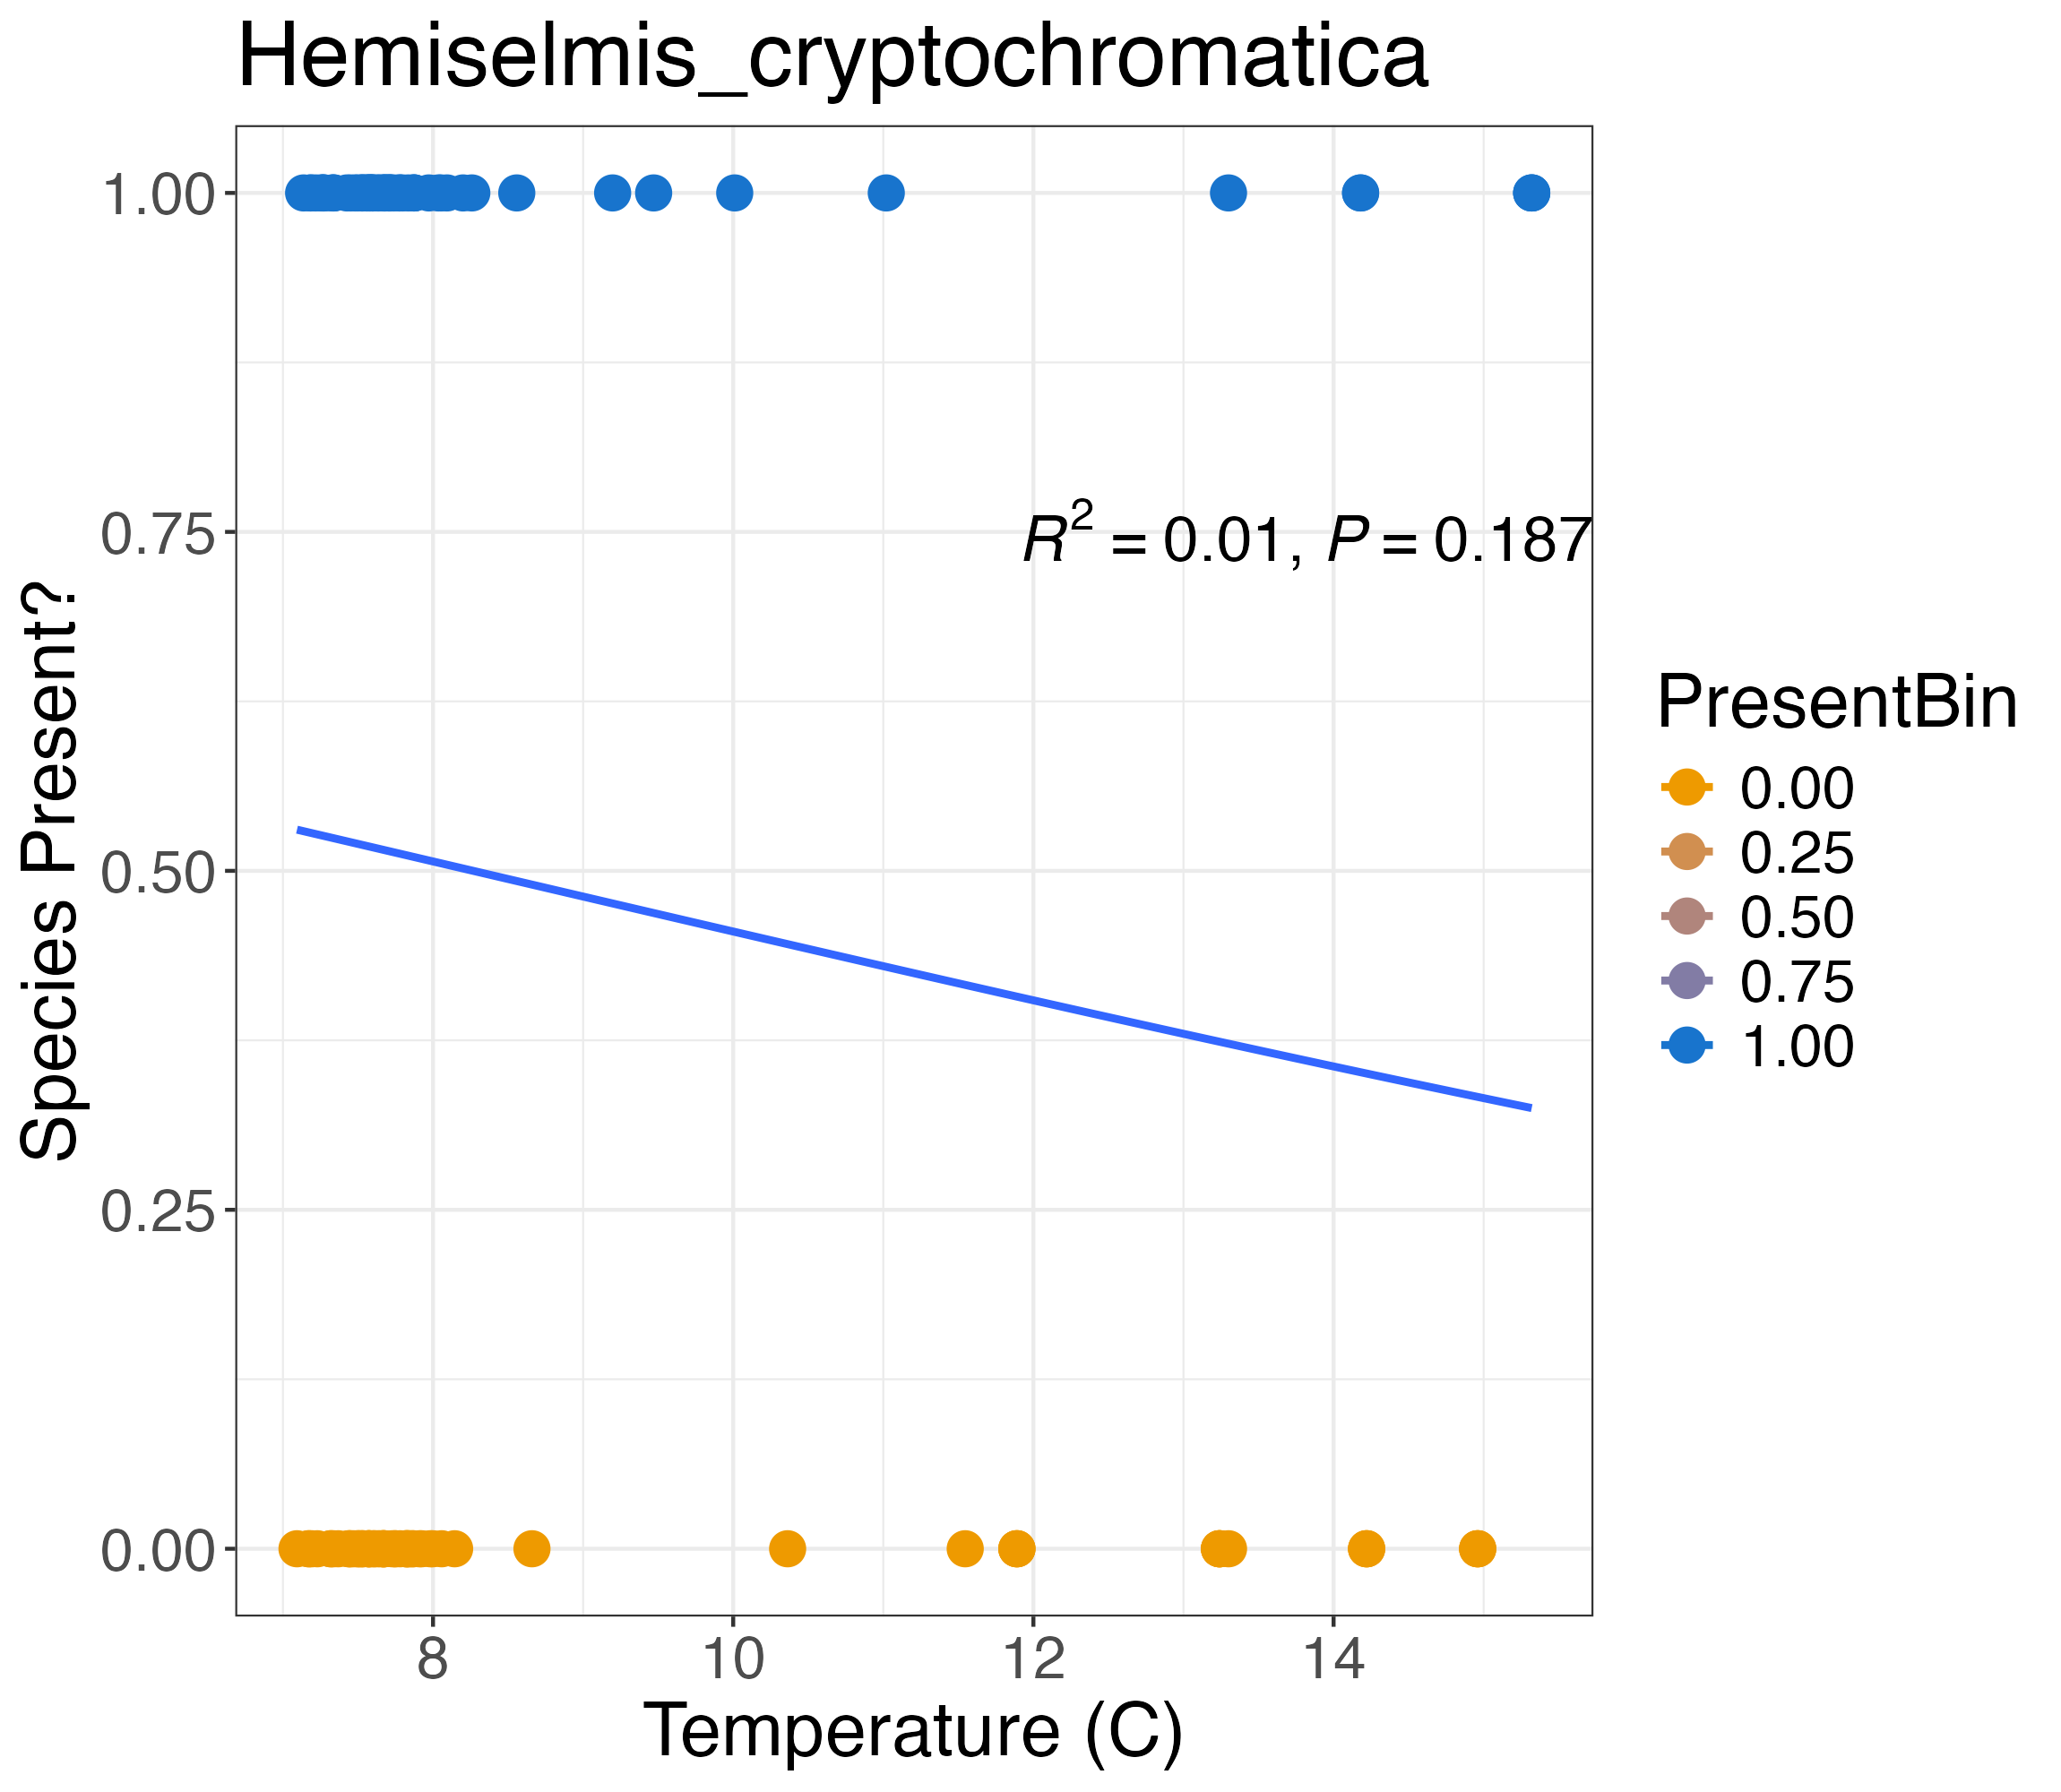 Hemiselmis_cryptochromatica
1.00
0.75
0.50
0.25
0.00
Species Present?
R² = 0.01, P = 0.187
8 10 12 14
Temperature (C)
PresentBin
0.00
0.25
0.50
0.75
1.00